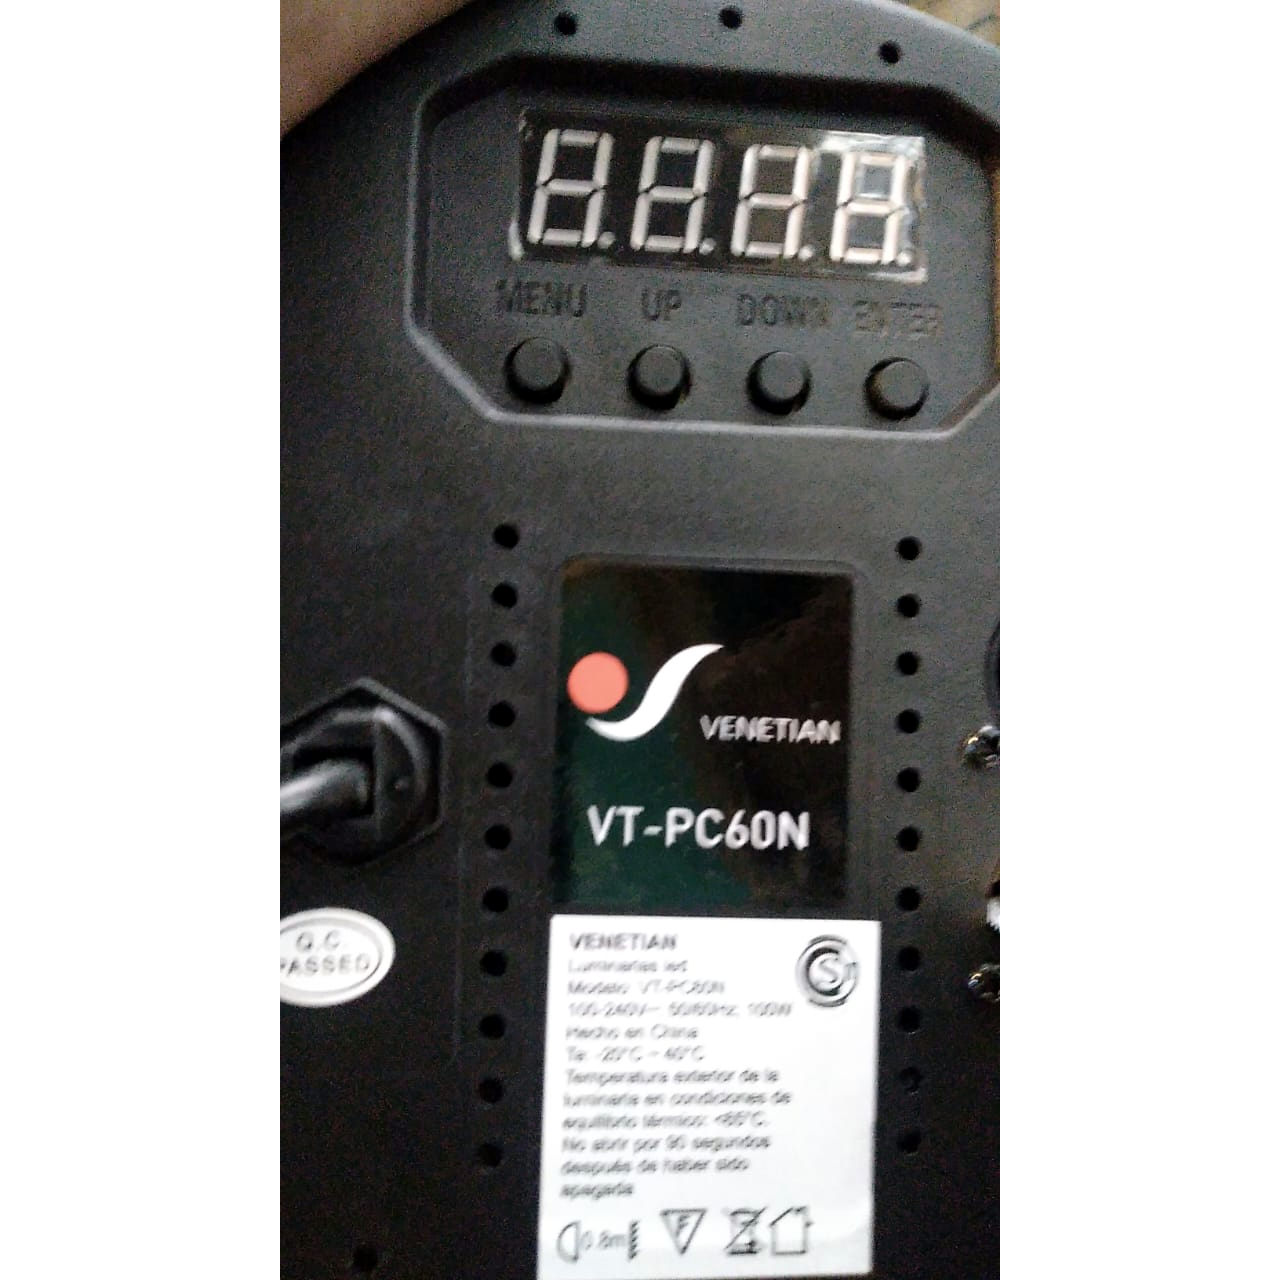 MENU UP DOWN ENTER
VENETIAN
VT-PC60N
Q.C.
PASSED
VENETIAN
Luminarias led
Modelo: VT-PC60N
100-240V~ 50/60Hz 100W
Hecho en China
Ta: -20°C ~ 40°C
Temperatura exterior de la
luminaria en condiciones de
equilibrio térmico: <65°C.
No abrir por 90 segundos
después de haber sido
apagada
0.8m
F